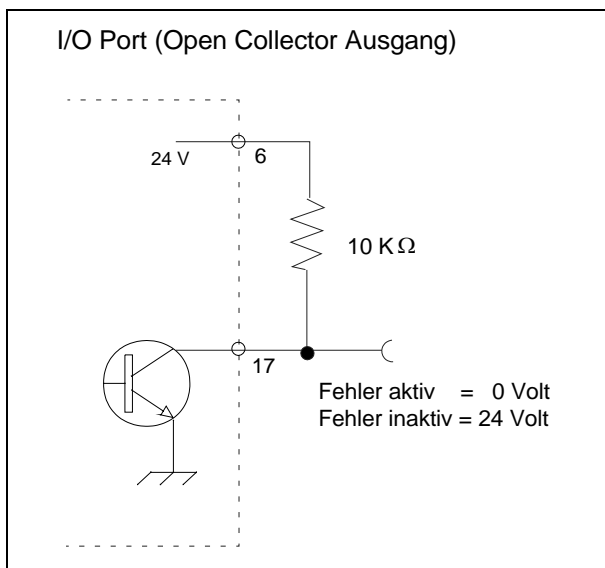 I/O Port (Open Collector Ausgang)
24 V
6
10 KΩ
17
Fehler aktiv = 0 Volt
Fehler inaktiv = 24 Volt